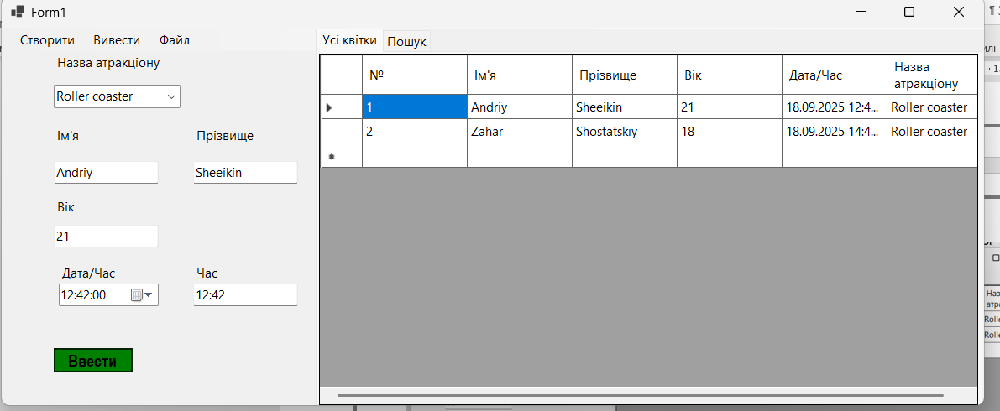 Form1
Створити Вивести Файл
Усі квітки Пошук
Назва атракціону
Roller coaster
Ім'я Прізвище
Andriy Sheeikin
Вік
21
Дата/Час Час
12:42:00 12:42
Ввести
№ Ім'я Прізвище Вік Дата/Час Назва
атракціону
1 Andriy Sheeikin 21 18.09.2025 12:4... Roller coaster
2 Zahar Shostatskiy 18 18.09.2025 14:4... Roller coaster